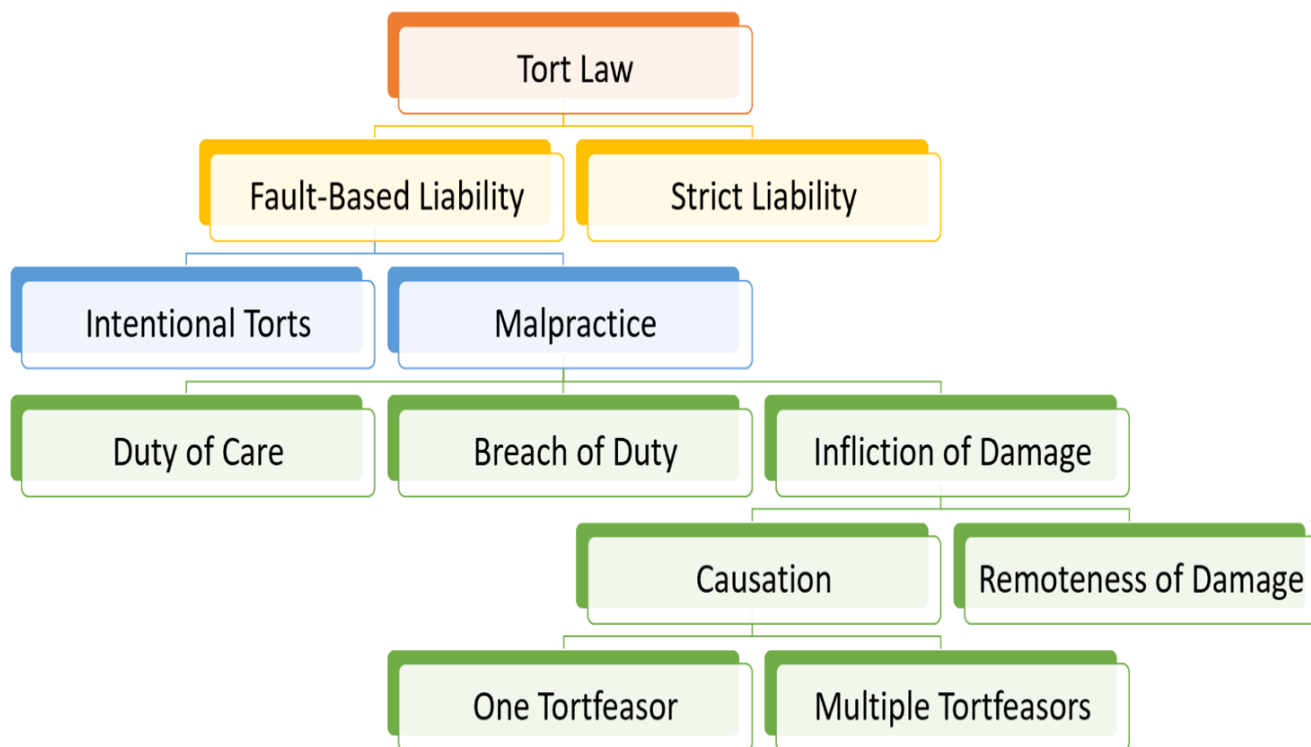 Tort Law
Fault-Based Liability
Strict Liability
Intentional Torts
Malpractice
Duty of Care
Breach of Duty
Infliction of Damage
Causation
Remoteness of Damage
One Tortfeasor
Multiple Tortfeasors